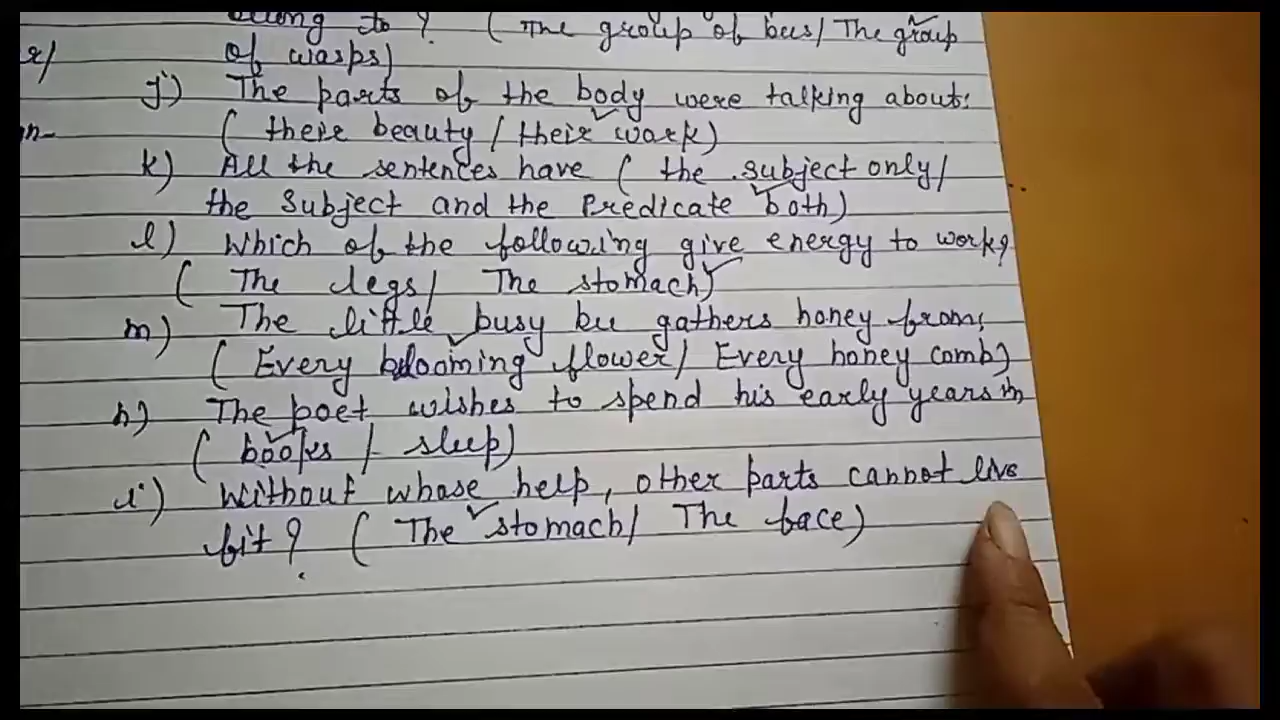 belong to ? ( The group of bees/ The group
of wasps)
j) The parts of the body were talking about:
( their beauty / their work)
k) All the sentences have ( the subject only/
the Subject and the Predicate both)
l) Which of the following give energy to work?
( The legs/ The stomach)
m) The little busy bee gathers honey from:
( Every blooming flower/ Every honey comb)
n) The poet wishes to spend his early years in
( books / sleep)
i) Without whose help, other parts cannot live
fit ? ( The stomach/ The face)